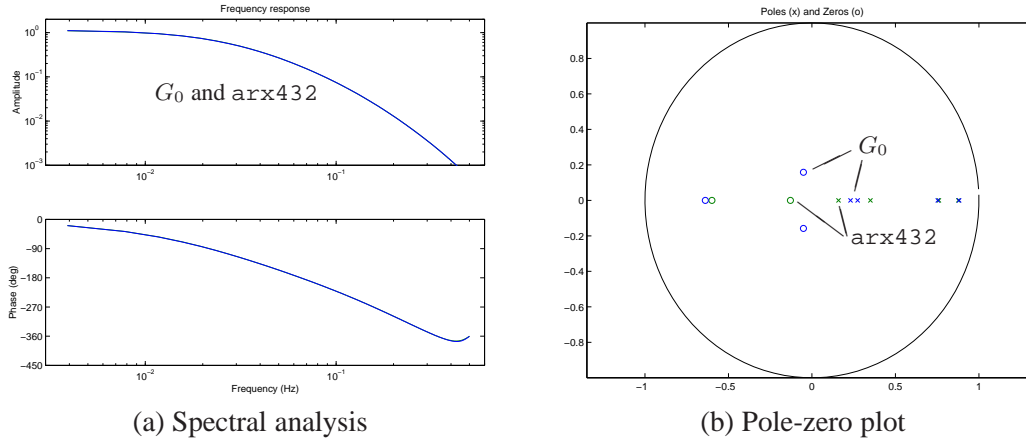 Frequency response
10^0
10^-1
10^-2
10^-3
Amplitude
G_0 and arx432
10^-2
10^-1
0
−90
−180
−270
−360
−450
Phase (deg)
10^-2
10^-1
Frequency (Hz)
(a) Spectral analysis
Poles (x) and Zeros (o)
0.8
0.6
0.4
0.2
0
−0.2
−0.4
−0.6
−0.8
G_0
arx432
−1
−0.5
0
0.5
1
(b) Pole-zero plot